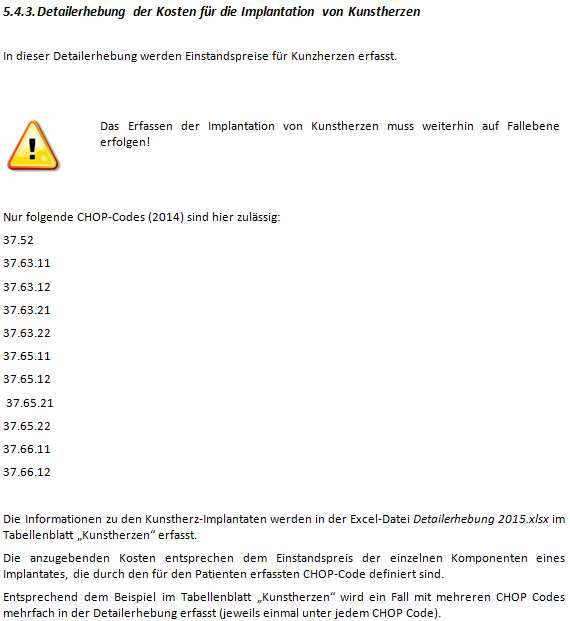 5.4.3. Detailerhebung der Kosten für die Implantation von Kunstherzen
In dieser Detailerhebung werden Einstandspreise für Kunzherzen erfasst.
Das Erfassen der Implantation von Kunstherzen muss weiterhin auf Fallebene
erfolgen!
Nur folgende CHOP-Codes (2014) sind hier zulässig:
37.52
37.63.11
37.63.12
37.63.21
37.63.22
37.65.11
37.65.12
37.65.21
37.65.22
37.66.11
37.66.12
Die Informationen zu den Kunstherz-Implantaten werden in der Excel-Datei Detailerhebung 2015.xlsx im
Tabellenblatt „Kunstherzen“ erfasst.
Die anzugebenden Kosten entsprechen dem Einstandspreis der einzelnen Komponenten eines
Implantates, die durch den für den Patienten erfassten CHOP-Code definiert sind.
Entsprechend dem Beispiel im Tabellenblatt „Kunstherzen“ wird ein Fall mit mehreren CHOP Codes
mehrfach in der Detailerhebung erfasst (jeweils einmal unter jedem CHOP Code).